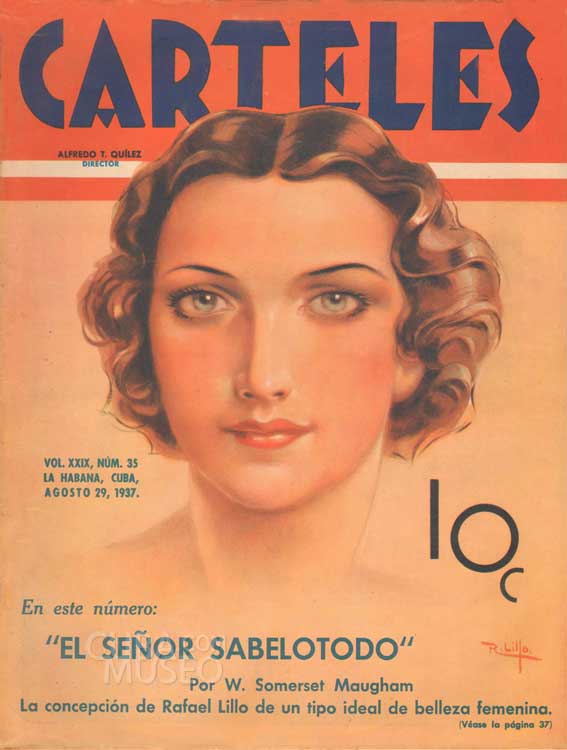 CARTELES
ALFREDO T. QUÍLEZ
DIRECTOR
VOL. XXIX, NÚM. 35
LA HABANA, CUBA,
AGOSTO 29, 1937.
10c
En este número:
"EL SEÑOR SABELOTODO"
R. Lillo.
MUSEO
Por W. Somerset Maugham
La concepción de Rafael Lillo de un tipo ideal de belleza femenina.
(Véase la página 37)